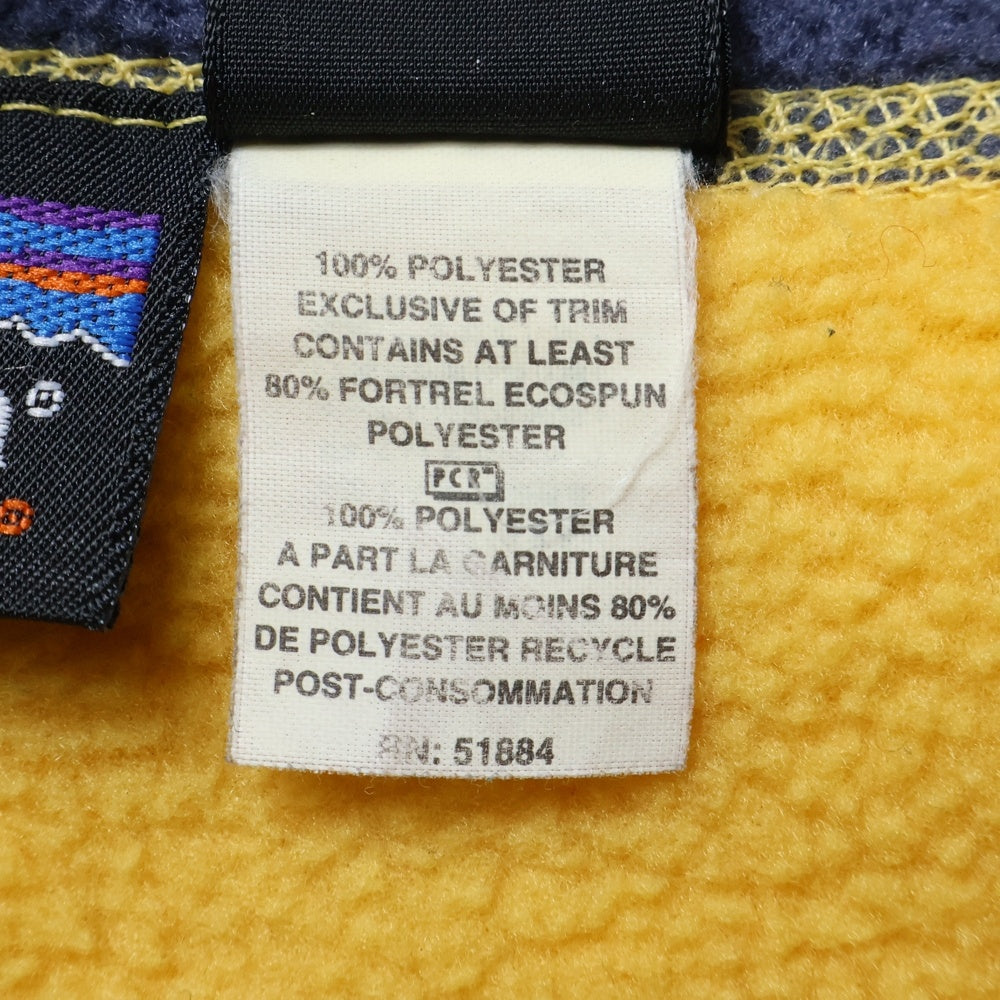 100% POLYESTER
EXCLUSIVE OF TRIM
CONTAINS AT LEAST
80% FORTREL ECOSPUN
POLYESTER
PCR™
100% POLYESTER
A PART LA GARNITURE
CONTIENT AU MOINS 80%
DE POLYESTER RECYCLE
POST-CONSOMMATION
RN: 51884
®
®